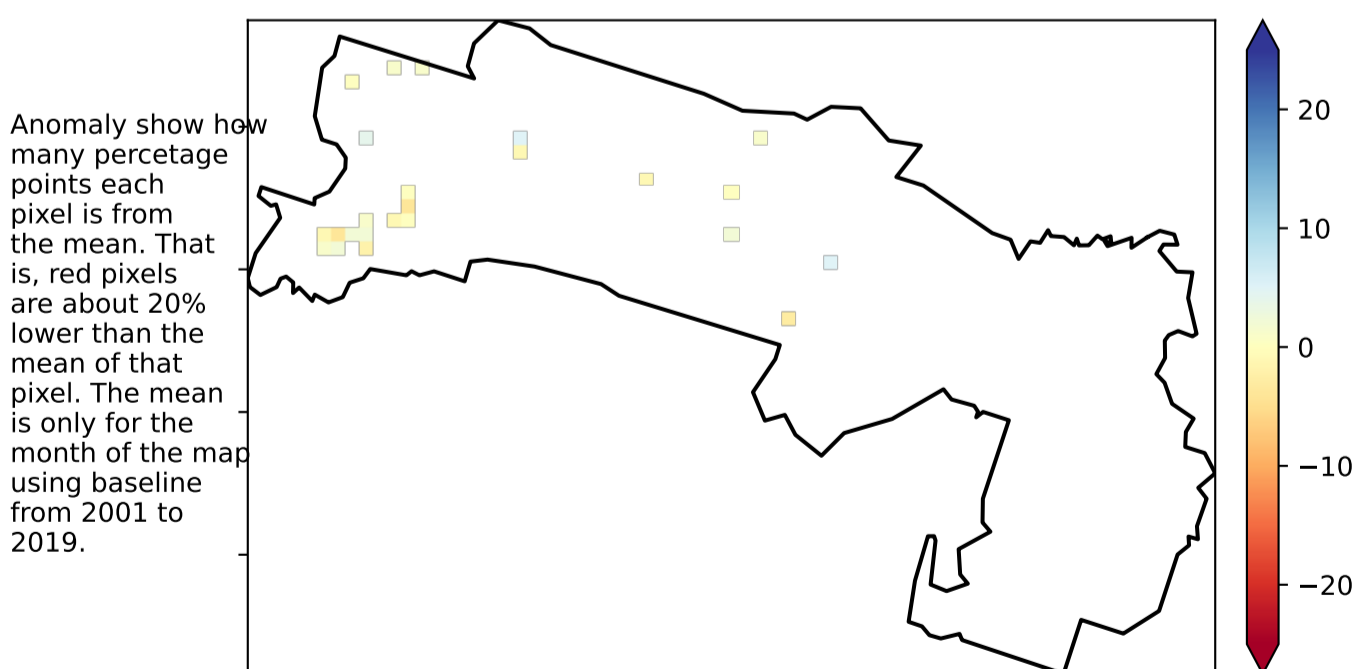 Anomaly show how
many percetage
points each
pixel is from
the mean. That
is, red pixels
are about 20%
lower than the
mean of that
pixel. The mean
is only for the
month of the map
using baseline
from 2001 to
2019.
20
10
0
−10
−20